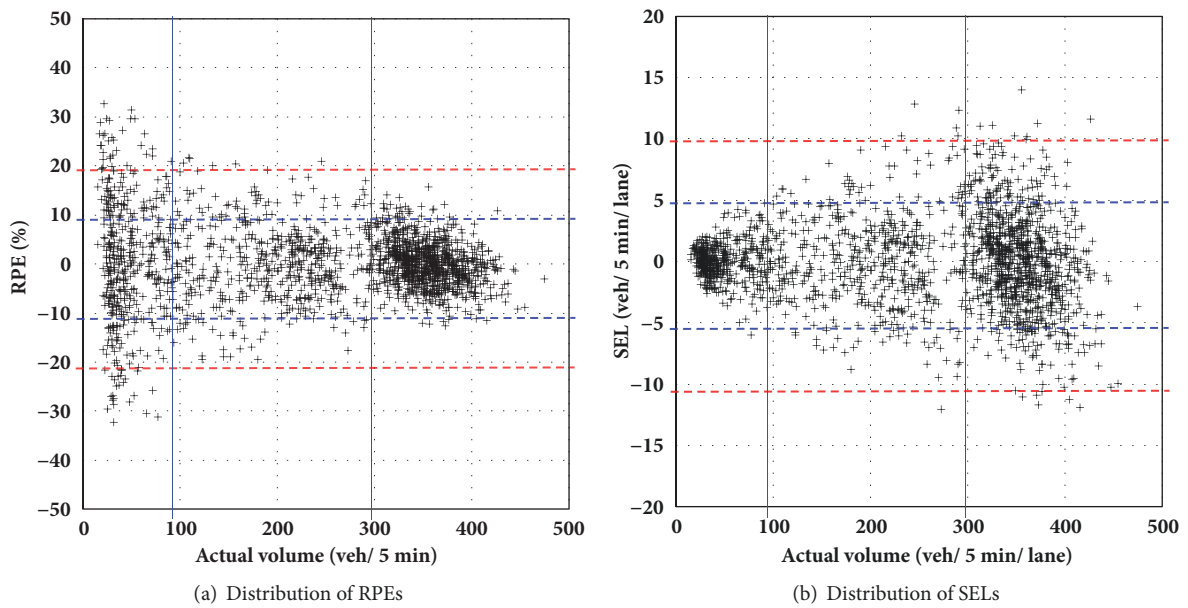 50
40
30
20
10
0
−10
−20
−30
−40
−50
RPE (%)
0 100 200 300 400 500
Actual volume (veh/ 5 min)
(a) Distribution of RPEs
20
15
10
5
0
−5
−10
−15
−20
SEL (veh/ 5 min/ lane)
0 100 200 300 400 500
Actual volume (veh/ 5 min/ lane)
(b) Distribution of SELs